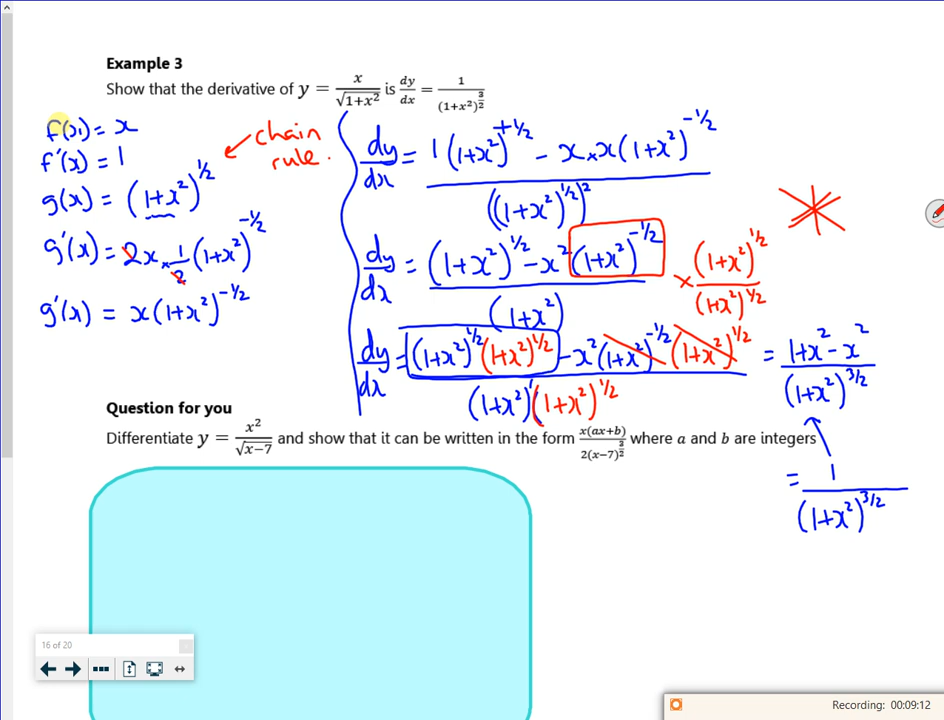 Example 3
Show that the derivative of y = x/√(1+x²) is dy/dx = 1/(1+x²)^(3/2)
f(x) = x
f'(x) = 1
g(x) = (1+x²)^(1/2)
g'(x) = 2x × 1/2 (1+x²)^(-1/2)
g'(x) = x(1+x²)^(-1/2)
chain
rule.
dy/dx = (1(1+x²)^(+1/2) - x × x(1+x²)^(-1/2)) / ((1+x²)^(1/2))²
dy/dx = ((1+x²)^(1/2) - x²(1+x²)^(-1/2)) / (1+x²) × (1+x²)^(1/2) / (1+x²)^(1/2)
dy/dx = ((1+x²)^(1/2) (1+x²)^(1/2) - x²(1+x²)^(-1/2) (1+x²)^(1/2)) / ((1+x²)^1 (1+x²)^(1/2)) = (1+x²-x²) / (1+x²)^(3/2)
= 1 / (1+x²)^(3/2)
Question for you
Differentiate y = x²/√(x−7) and show that it can be written in the form x(ax+b) / 2(x−7)^(3/2) where a and b are integers
16 of 20
Recording: 00:09:12